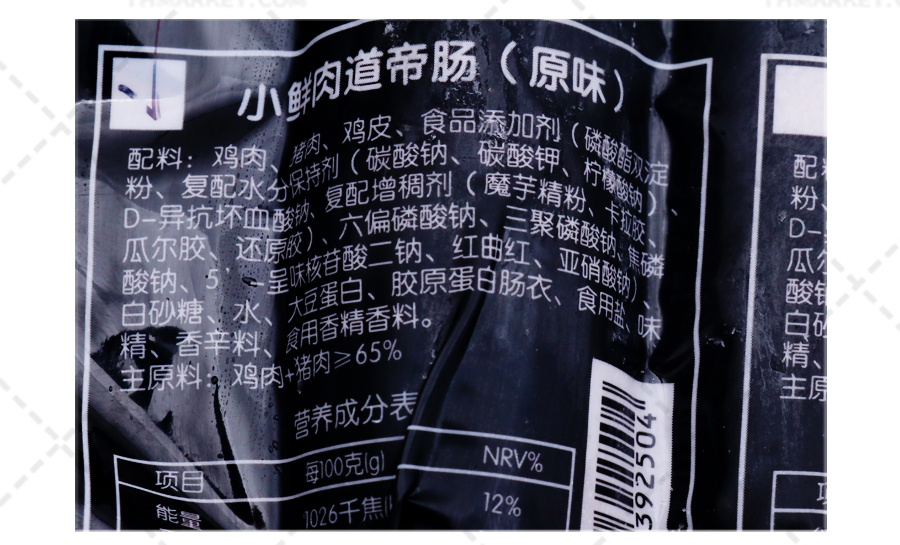 小鲜肉道帝肠（原味）
配料：鸡肉、猪肉、鸡皮、食品添加剂（磷酸酯双淀
粉、复配水分保持剂（碳酸钠、碳酸钾、柠檬酸钠）、
D-异抗坏血酸钠、复配增稠剂（魔芋精粉、卡拉胶、
瓜尔胶、还原胶）、六偏磷酸钠、三聚磷酸钠、焦磷
酸钠、5'-呈味核苷酸二钠、红曲红、亚硝酸钠）、
白砂糖、水、大豆蛋白、胶原蛋白肠衣、食用盐、味
精、香辛料、食用香精香料。
主原料：鸡肉+猪肉≥65%
营养成分表
项目 每100克(g) NRV%
能量 1026千焦 12%
392504
配
粉、
D-
瓜尔
酸钠
白砂
精、
主原